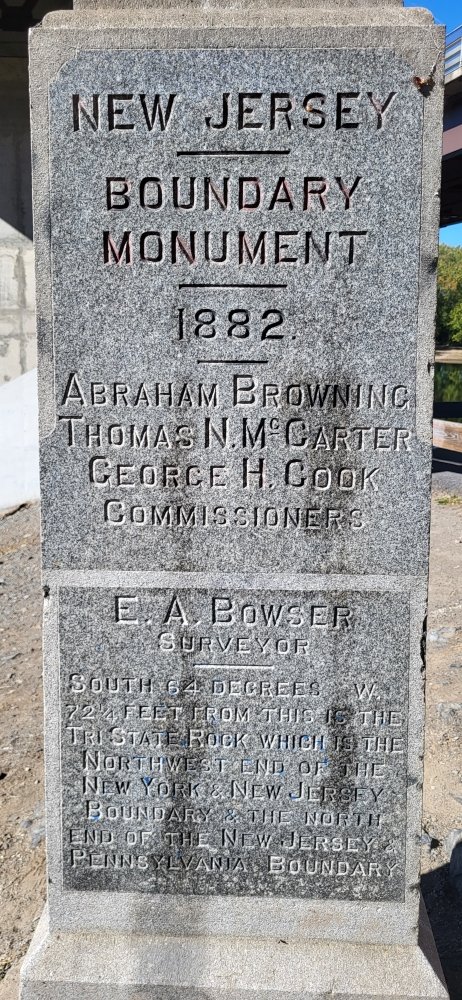 NEW JERSEY
BOUNDARY
MONUMENT
1882.
ABRAHAM BROWNING
THOMAS N. MCCARTER
GEORGE H. COOK
COMMISSIONERS
E. A. BOWSER
SURVEYOR
SOUTH 64 DEGREES W.
72¼ FEET FROM THIS IS THE
TRI STATE ROCK WHICH IS THE
NORTHWEST END OF THE
NEW YORK & NEW JERSEY
BOUNDARY & THE NORTH
END OF THE NEW JERSEY &
PENNSYLVANIA BOUNDARY